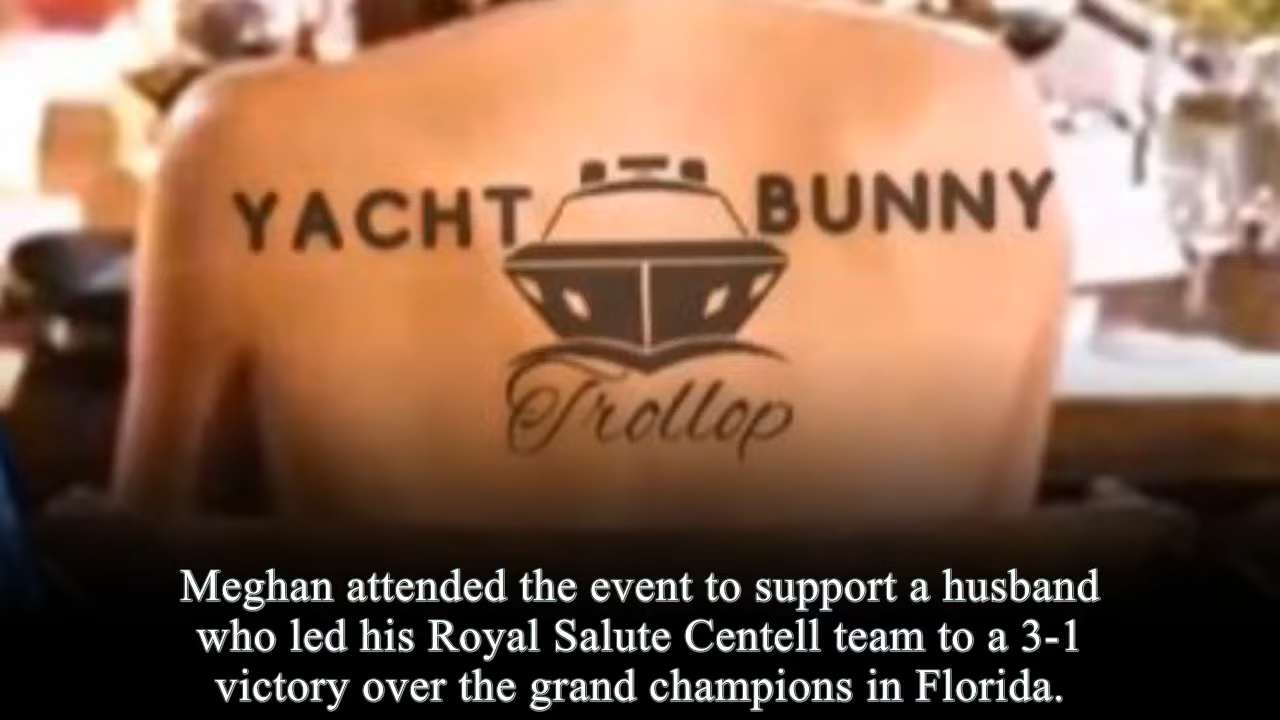 YACHT BUNNY
Trollop
Meghan attended the event to support a husband
who led his Royal Salute Centell team to a 3-1
victory over the grand champions in Florida.